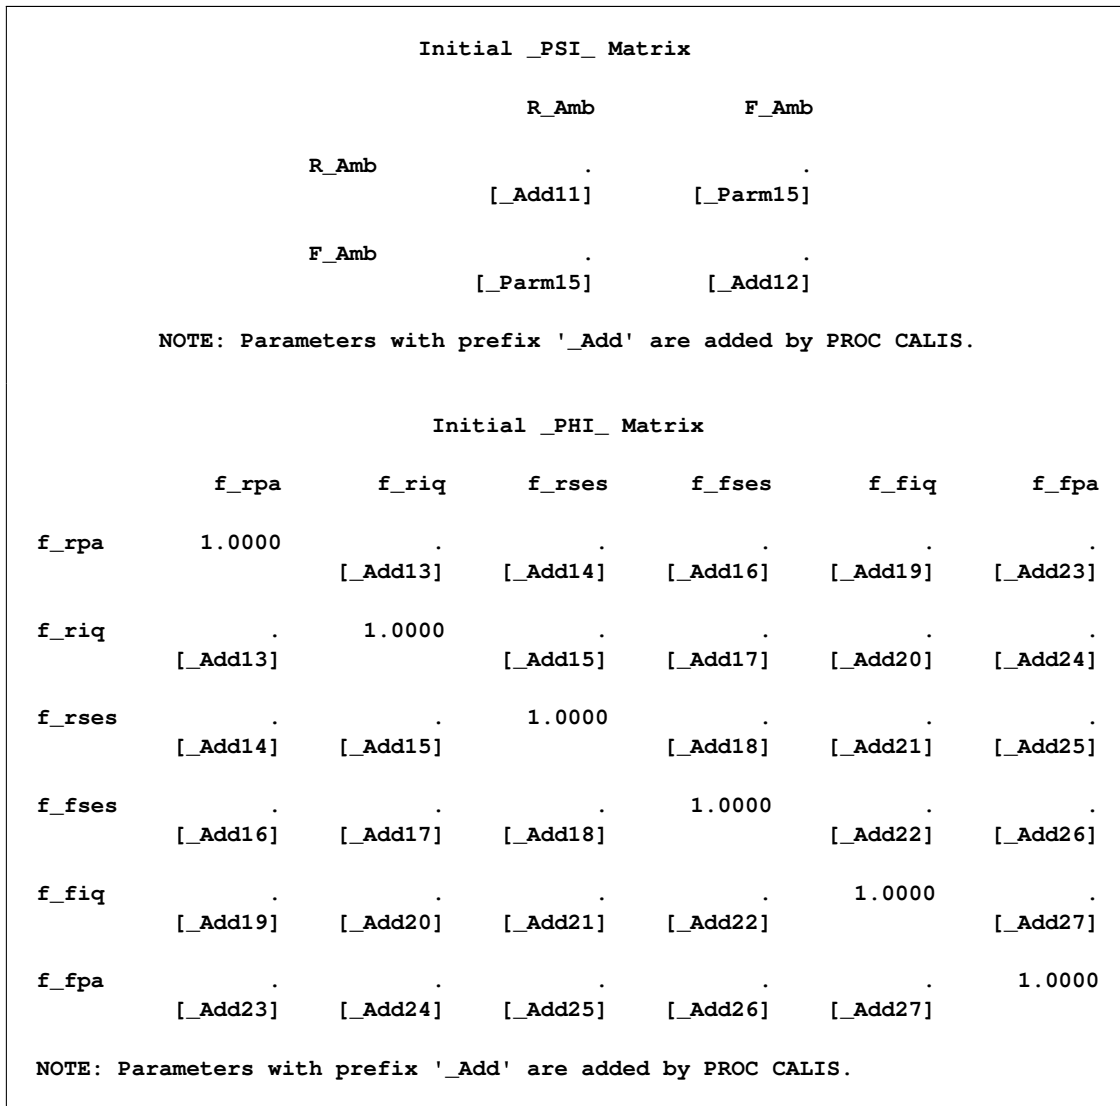 Initial _PSI_ Matrix
R_Amb F_Amb
R_Amb . .
[_Add11] [_Parm15]
F_Amb . .
[_Parm15] [_Add12]
NOTE: Parameters with prefix '_Add' are added by PROC CALIS.
Initial _PHI_ Matrix
f_rpa f_riq f_rses f_fses f_fiq f_fpa
f_rpa 1.0000 . . . . .
[_Add13] [_Add14] [_Add16] [_Add19] [_Add23]
f_riq . 1.0000 . . . .
[_Add13] [_Add15] [_Add17] [_Add20] [_Add24]
f_rses . . 1.0000 . . .
[_Add14] [_Add15] [_Add18] [_Add21] [_Add25]
f_fses . . . 1.0000 . .
[_Add16] [_Add17] [_Add18] [_Add22] [_Add26]
f_fiq . . . . 1.0000 .
[_Add19] [_Add20] [_Add21] [_Add22] [_Add27]
f_fpa . . . . . 1.0000
[_Add23] [_Add24] [_Add25] [_Add26] [_Add27]
NOTE: Parameters with prefix '_Add' are added by PROC CALIS.